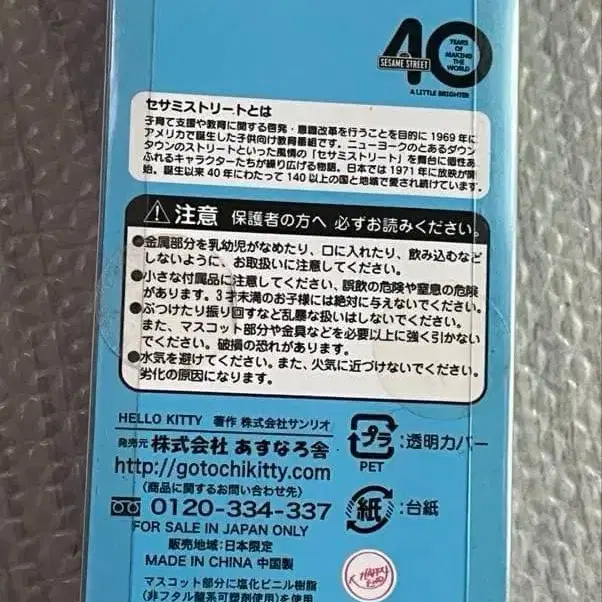 40
SESAME STREET
YEARS
OF
MAKING
THE
WORLD
A LITTLE BRIGHTER
セサミストリートとは
子育て支援や教育に関する啓発・意識改革を行うことを目的に1969年に
アメリカで誕生した子供向け教育番組です。ニューヨークのとあるダウン
タウンのストリートといった風情の「セサミストリート」を舞台に個性あ
ふれるキャラクターたちが繰り広げる物語。日本では1971年に放映が開
始。誕生以来40年にわたって140以上の国と地域で愛され続けています。
注意 保護者の方へ 必ずお読みください。
●金属部分を乳幼児がなめたり、口に入れたり、飲み込むなど
しないように、お取扱いに注意してください。
●小さな付属品に注意してください、誤飲の危険や窒息の危険
があります。3才未満のお子様には絶対に与えないでください。
●ぶつけたり振り回すなど乱暴な扱いはしないでください。
また、マスコット部分や金具などを必要以上に強く引かない
でください。破損の恐れがあります。
●水気を避けてください。また、火気に近づけないでください。
劣化の原因になります。
HELLO KITTY 著作 株式会社サンリオ
発売元 株式会社 あすなろ舎
http://gotochikitty.com
(商品に関するお問い合わせ先)
0120-334-337
FOR SALE IN JAPAN ONLY
販売地域:日本限定
MADE IN CHINA 中国製
マスコット部分に塩化ビニル樹脂
(非フタル酸系可塑剤使用)を使用
プラ :透明カバー
PET
紙 :台紙
HAPPY